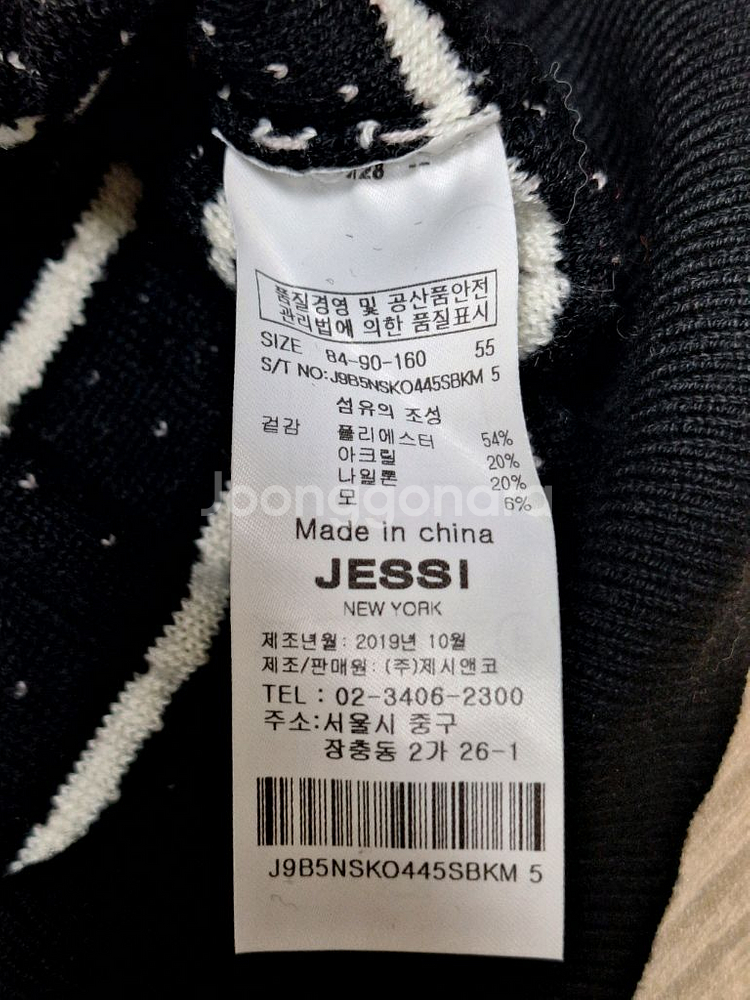 품질경영 및 공산품안전
관리법에 의한 품질표시
SIZE 84-90-160 55
S/T NO:J9B5NSKO445SBKM 5
섬유의 조성
겉감 폴리에스터 54%
아크릴 20%
나일론 20%
모 6%
Joonggonara
Made in china
JESSI
NEW YORK
제조년월: 2019년 10월
제조/판매원: (주)제시앤코
TEL : 02-3406-2300
주소:서울시 중구
장충동 2가 26-1
J9B5NSKO445SBKM 5